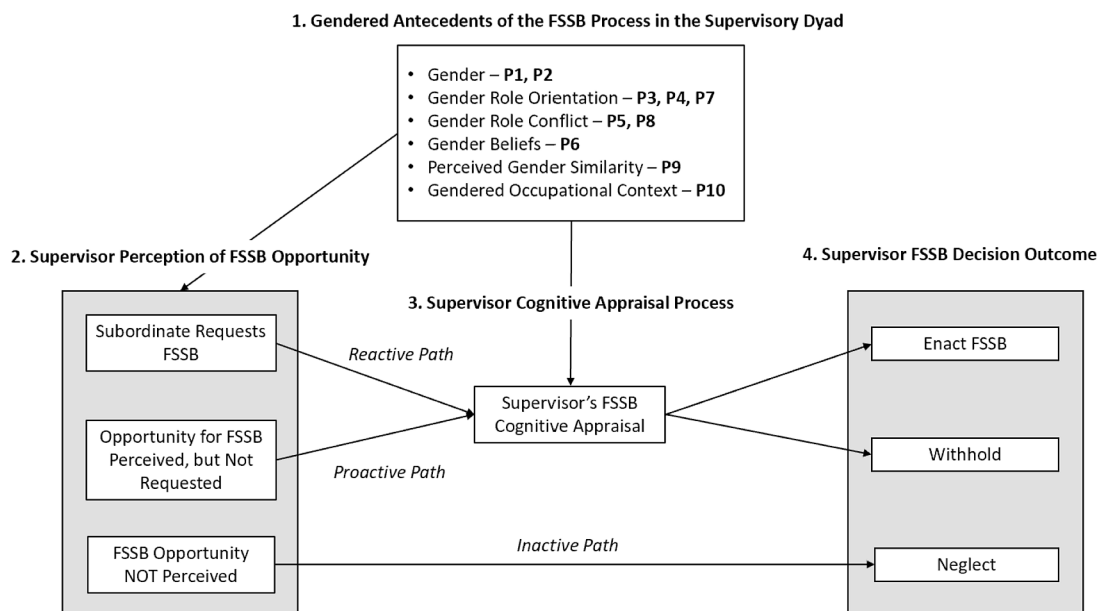 1. Gendered Antecedents of the FSSB Process in the Supervisory Dyad
• Gender – P1, P2
• Gender Role Orientation – P3, P4, P7
• Gender Role Conflict – P5, P8
• Gender Beliefs – P6
• Perceived Gender Similarity – P9
• Gendered Occupational Context – P10
2. Supervisor Perception of FSSB Opportunity
Subordinate Requests
FSSB
Opportunity for FSSB
Perceived, but Not
Requested
FSSB Opportunity
NOT Perceived
Reactive Path
Proactive Path
Inactive Path
3. Supervisor Cognitive Appraisal Process
Supervisor's FSSB
Cognitive Appraisal
4. Supervisor FSSB Decision Outcome
Enact FSSB
Withhold
Neglect